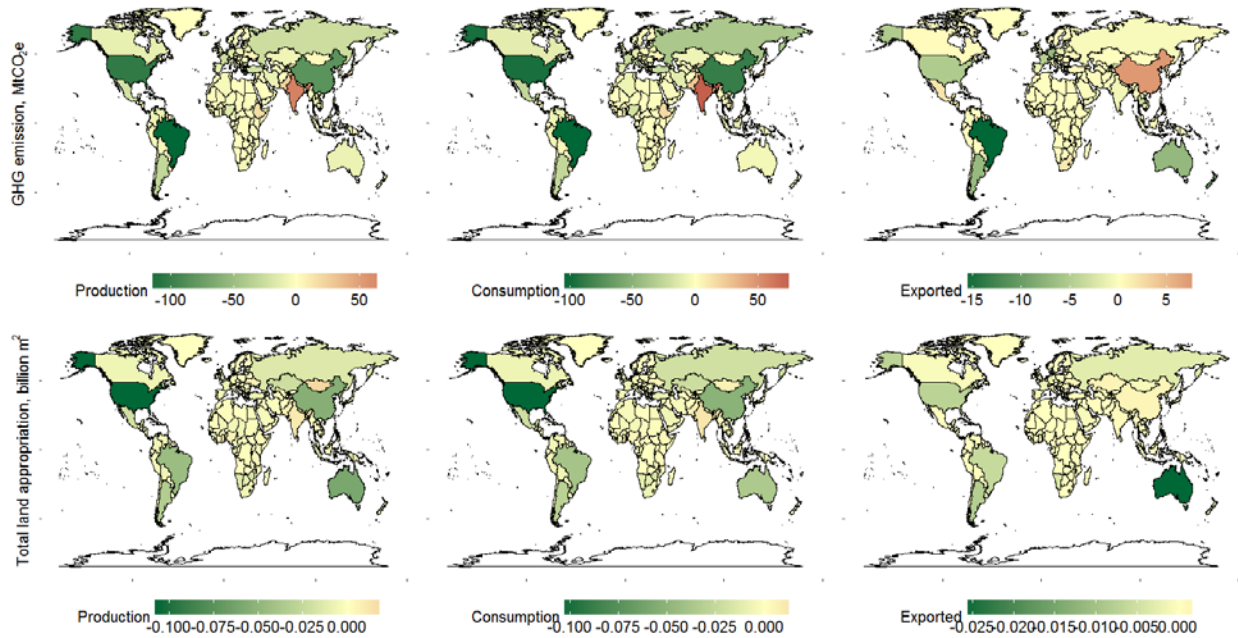 GHG emission, MtCO₂e
Production
-100 -50 0 50
Consumption
-100 -50 0 50
Exported
-15 -10 -5 0 5
Total land appropriation, billion m²
Production
-0.100 -0.075 -0.050 -0.025 0.000
Consumption
-0.100 -0.075 -0.050 -0.025 0.000
Exported
-0.025 -0.020 -0.015 -0.010 -0.005 0.000